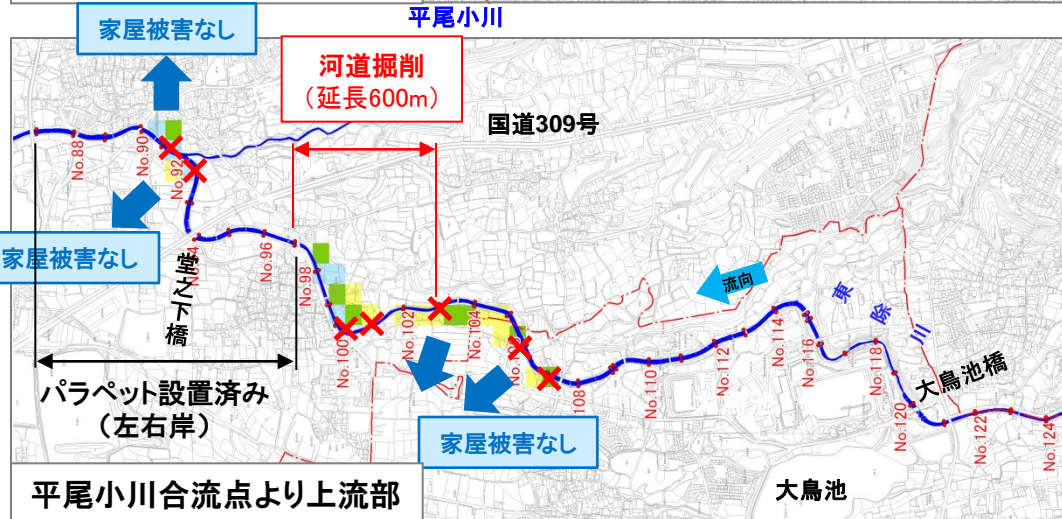 平尾小川
家屋被害なし
河道掘削
（延長600m）
国道309号
No.88
No.90
No.92
家屋被害なし
堂之下橋
No.96
No.98
No.100
No.102
No.104
流向
東除川
108
No.110
No.112
No.114
No.116
No.118
No.120
No.122
No.124
大鳥池橋
パラペット設置済み
（左右岸）
家屋被害なし
大鳥池
平尾小川合流点より上流部